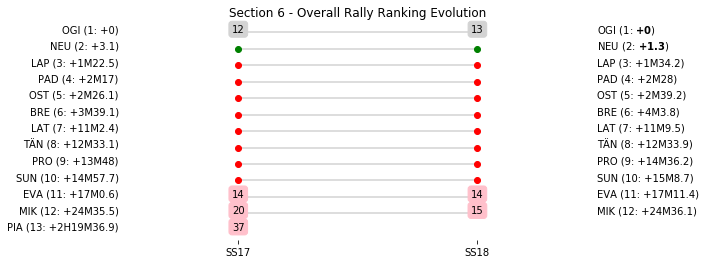 Section 6 - Overall Rally Ranking Evolution
OGI (1: +0) 12 13 OGI (1: +0)
NEU (2: +3.1) NEU (2: +1.3)
LAP (3: +1M22.5) LAP (3: +1M34.2)
PAD (4: +2M17) PAD (4: +2M28)
OST (5: +2M26.1) OST (5: +2M39.2)
BRE (6: +3M39.1) BRE (6: +4M3.8)
LAT (7: +11M2.4) LAT (7: +11M9.5)
TÄN (8: +12M33.1) TÄN (8: +12M33.9)
PRO (9: +13M48) PRO (9: +14M36.2)
SUN (10: +14M57.7) SUN (10: +15M8.7)
EVA (11: +17M0.6) 14 14 EVA (11: +17M11.4)
MIK (12: +24M35.5) 20 15 MIK (12: +24M36.1)
PIA (13: +2H19M36.9) 37
SS17 SS18